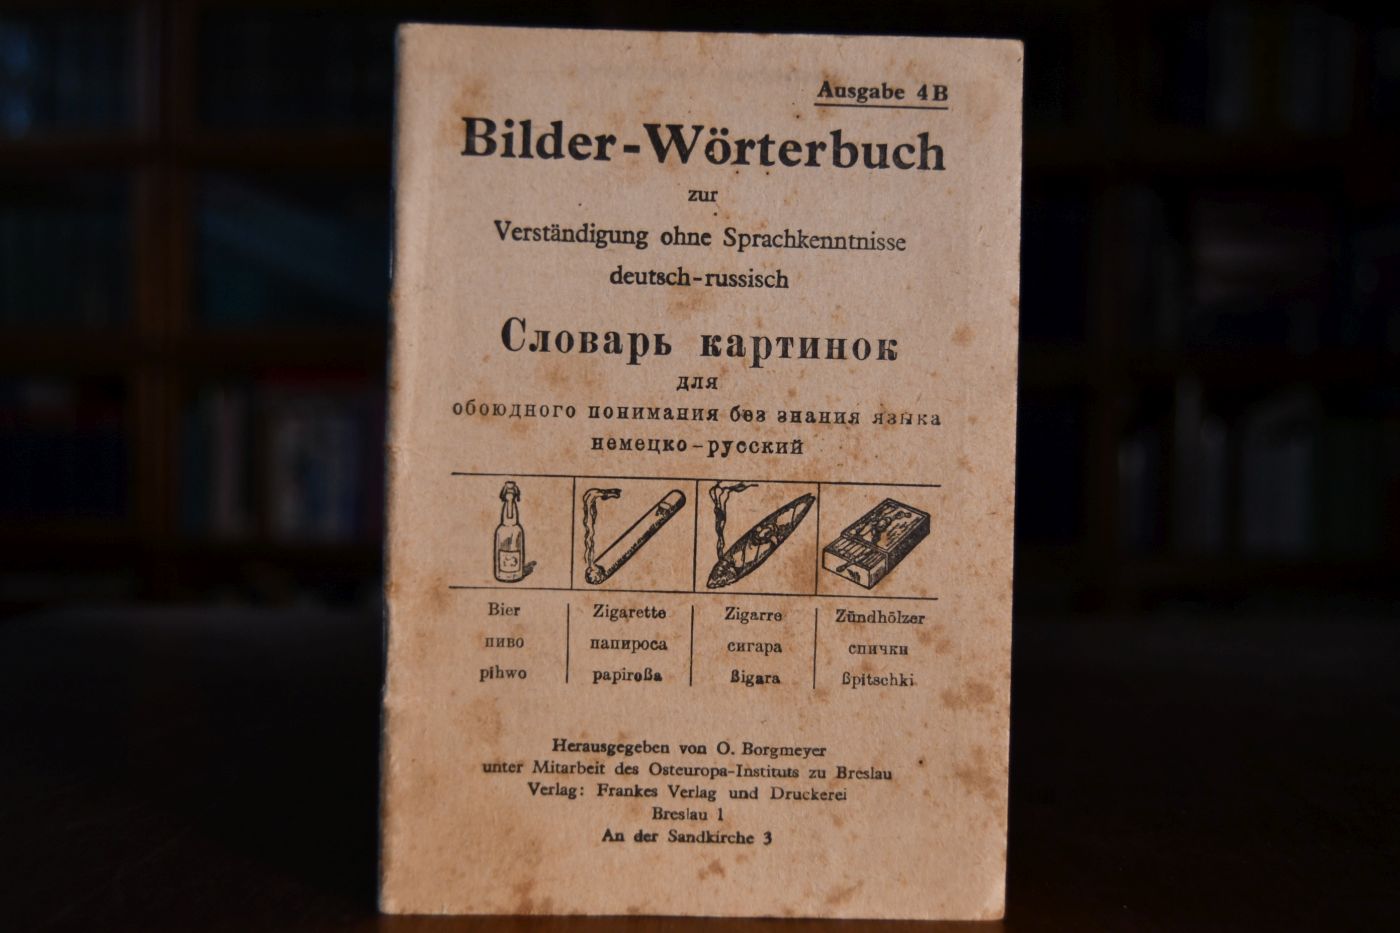 Ausgabe 4B
Bilder-Wörterbuch
zur
Verständigung ohne Sprachkenntnisse
deutsch-russisch
Словарь картинок
для
обоюдного понимания без знания языка
немецко-русский
Bier Zigarette Zigarre Zündhölzer
пиво папироса сигара спички
pihwo papiroßa ßigara ßpitschki
Herausgegeben von O. Borgmeyer
unter Mitarbeit des Osteuropa-Instituts zu Breslau
Verlag: Frankes Verlag und Druckerei
Breslau 1
An der Sandkirche 3